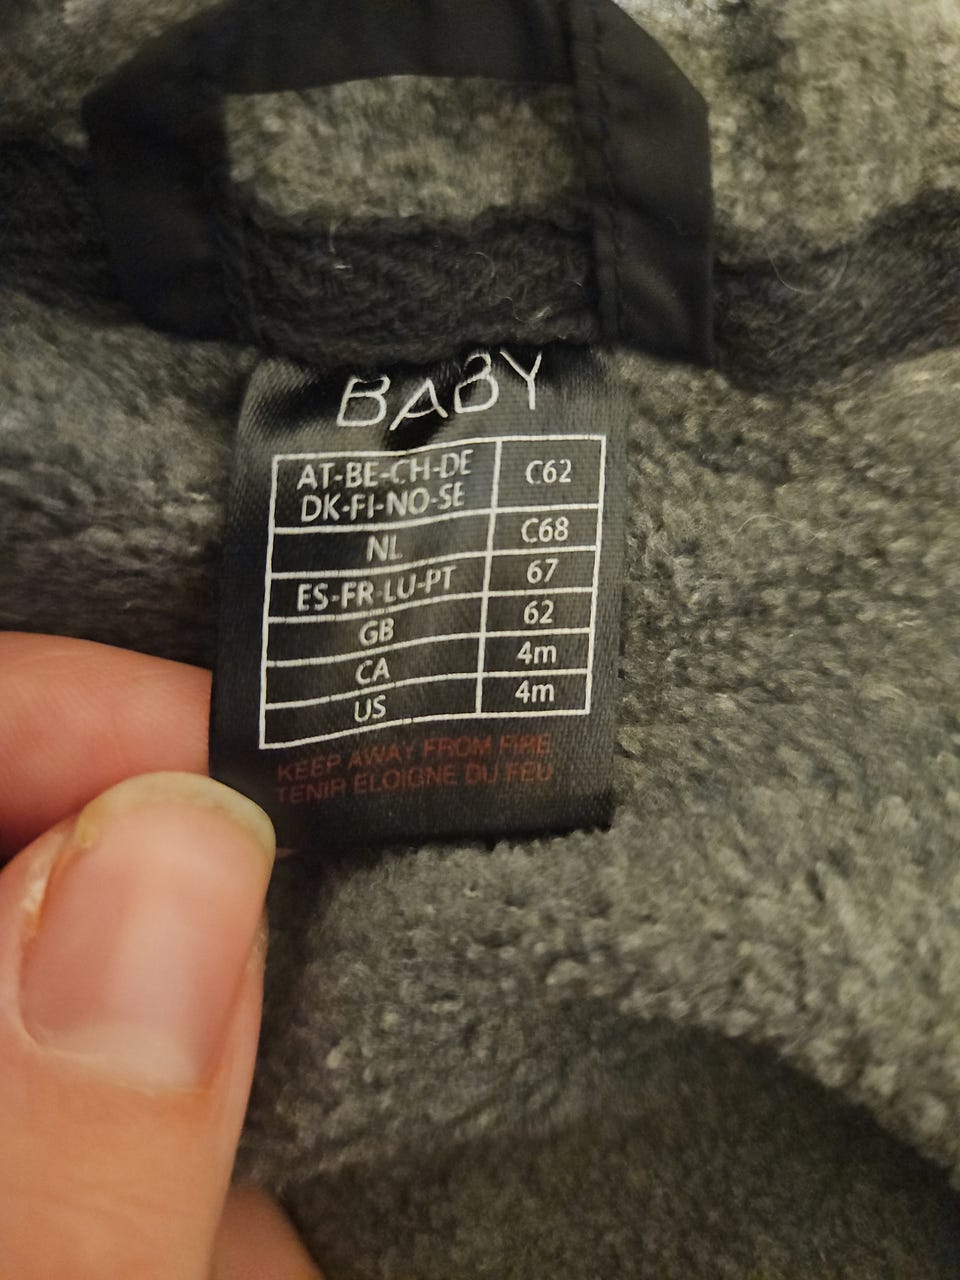 BABY
AT-BE-CH-DE
DK-FI-NO-SE C62
NL C68
ES-FR-LU-PT 67
GB 62
CA 4m
US 4m
KEEP AWAY FROM FIRE
TENIR ELOIGNE DU FEU